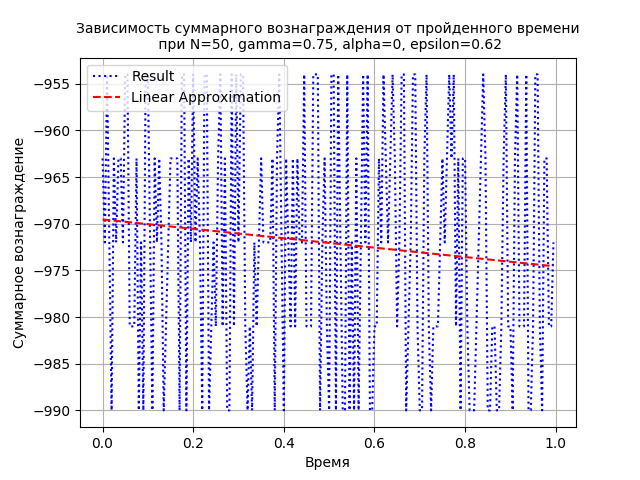 Зависимость суммарного вознаграждения от пройденного времени
при N=50, gamma=0.75, alpha=0, epsilon=0.62
Result
Linear Approximation
Суммарное вознаграждение
−955
−960
−965
−970
−975
−980
−985
−990
0.0
0.2
0.4
0.6
0.8
1.0
Время